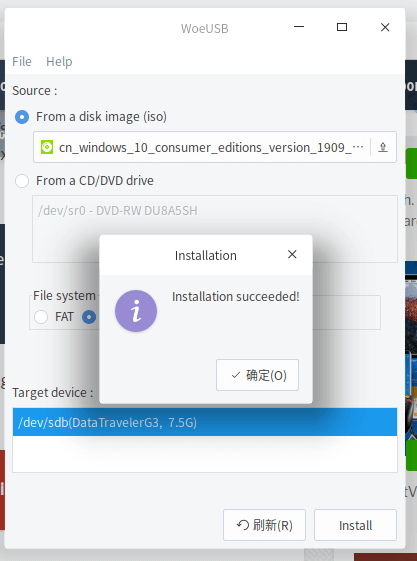 WoeUSB
File Help
Source :
From a disk image (iso)
cn_windows_10_consumer_editions_version_1909_ ···
From a CD/DVD drive
/dev/sr0 - DVD-RW DU8A5SH
Installation
Installation succeeded!
确定(O)
File system
FAT
Target device :
/dev/sdb(DataTravelerG3, 7.5G)
刷新(R)
Install